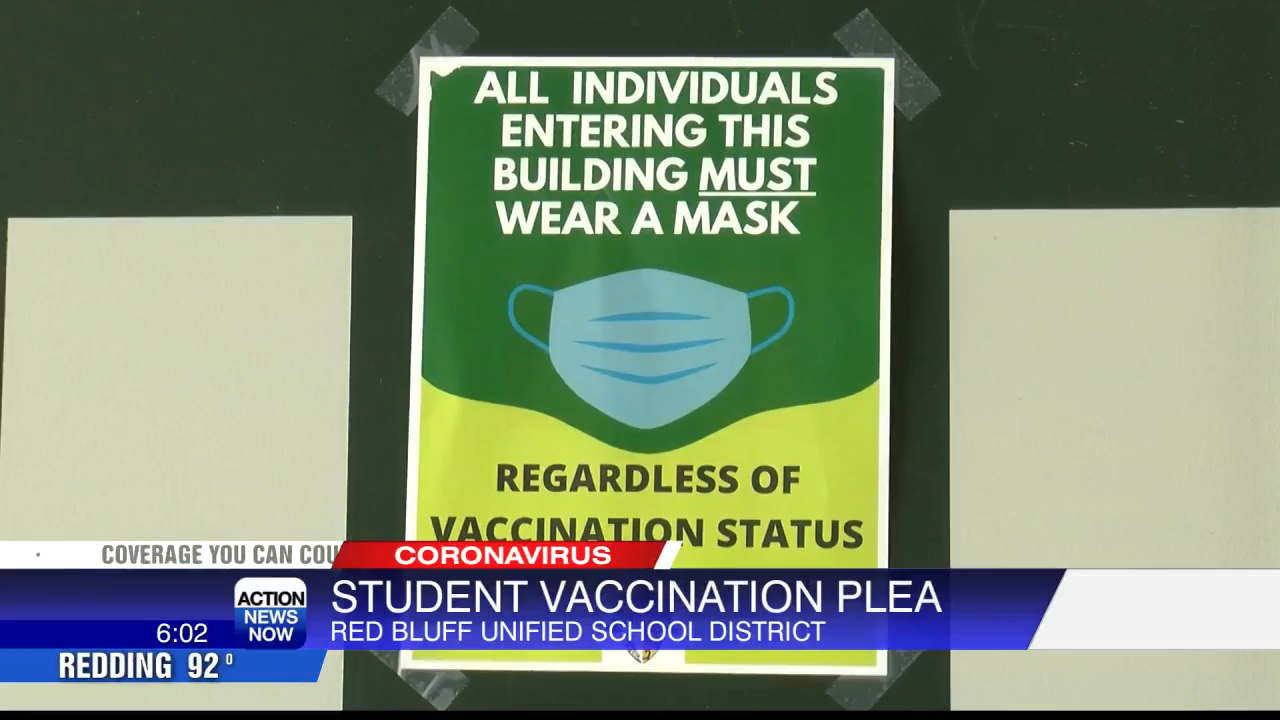 ALL INDIVIDUALS
ENTERING THIS
BUILDING MUST
WEAR A MASK
REGARDLESS OF
VACCINATION STATUS
COVERAGE YOU CAN
CORONAVIRUS
STUDENT VACCINATION PLEA
RED BLUFF UNIFIED SCHOOL DISTRICT
ACTION
NEWS
NOW
6:02
REDDING 92°